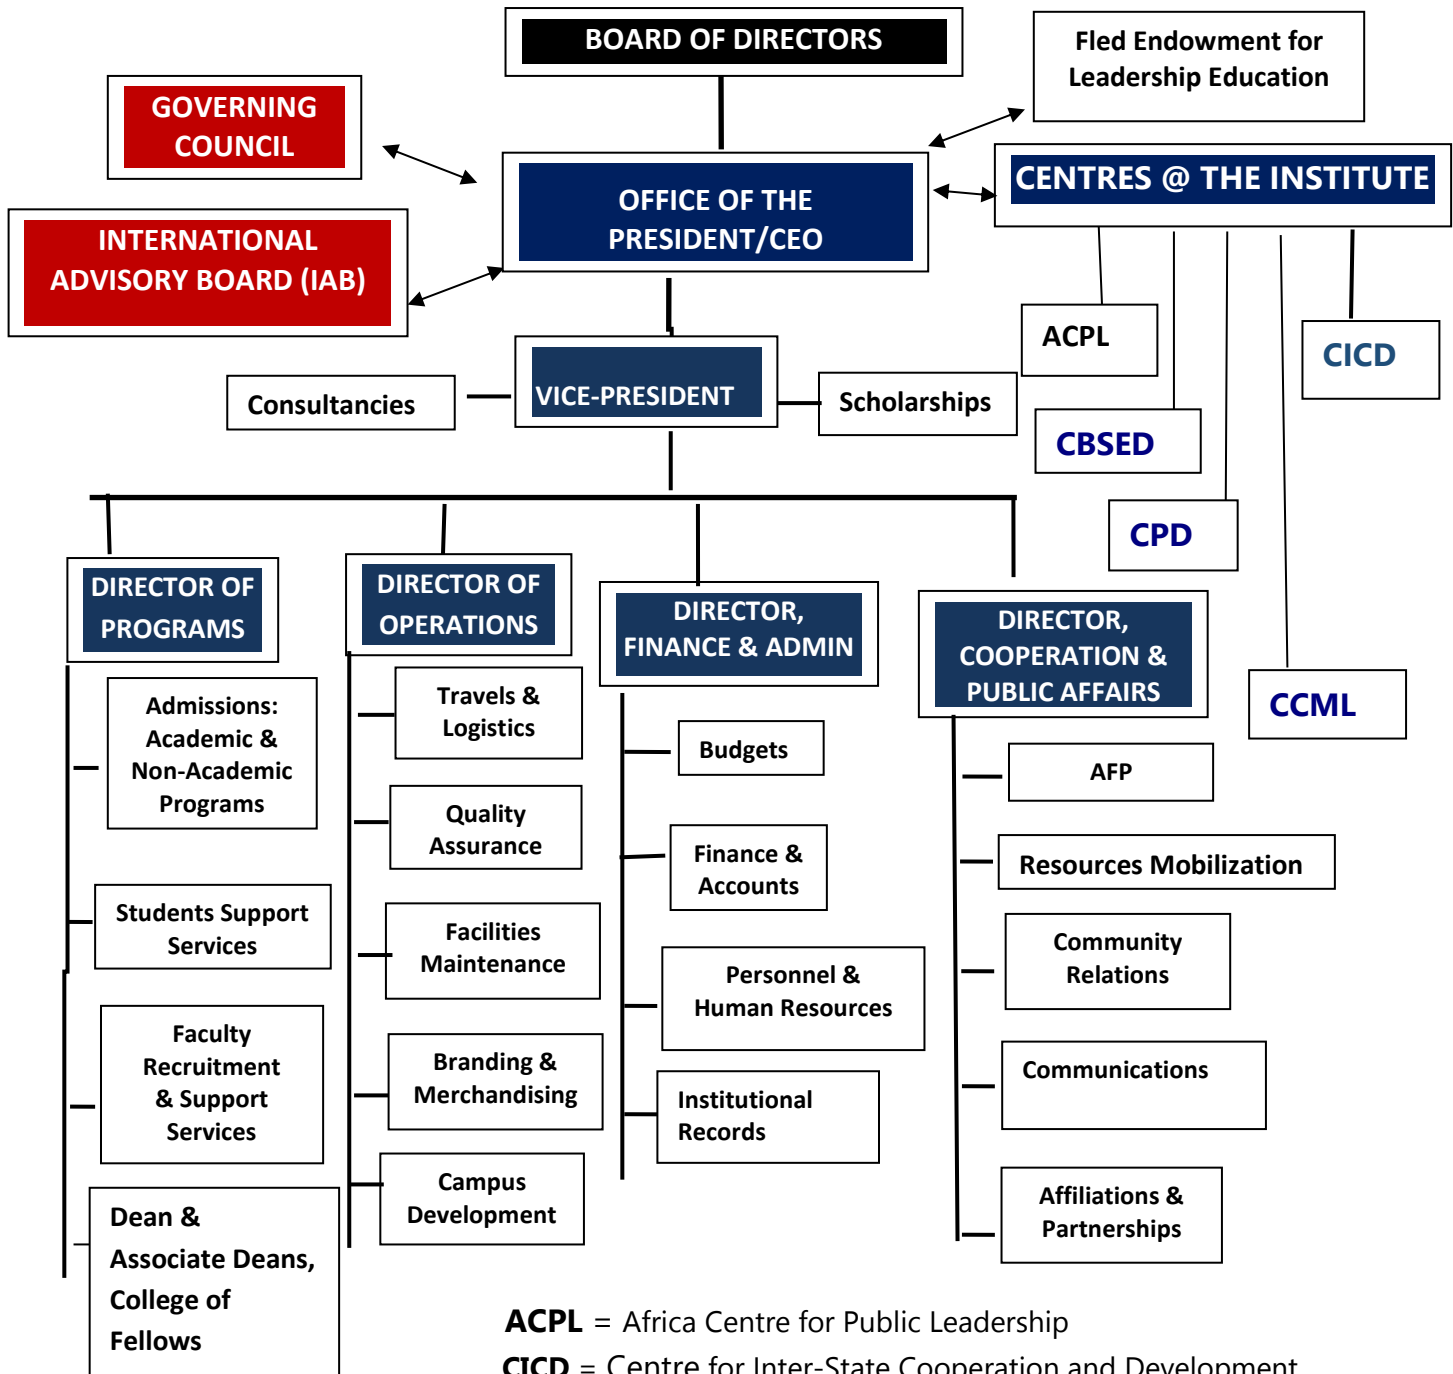 BOARD OF DIRECTORS
Fled Endowment for
Leadership Education
GOVERNING
COUNCIL
CENTRES @ THE INSTITUTE
OFFICE OF THE
PRESIDENT/CEO
INTERNATIONAL
ADVISORY BOARD (IAB)
ACPL
CICD
Consultancies
VICE-PRESIDENT
Scholarships
CBSED
CPD
DIRECTOR OF
PROGRAMS
DIRECTOR OF
OPERATIONS
DIRECTOR,
FINANCE & ADMIN
DIRECTOR,
COOPERATION &
PUBLIC AFFAIRS
CCML
Admissions:
Academic &
Non-Academic
Programs
Students Support
Services
Faculty
Recruitment
& Support
Services
Dean &
Associate Deans,
College of
Fellows
Travels &
Logistics
Quality
Assurance
Facilities
Maintenance
Branding &
Merchandising
Campus
Development
Budgets
Finance &
Accounts
Personnel &
Human Resources
Institutional
Records
AFP
Resources Mobilization
Community
Relations
Communications
Affiliations &
Partnerships
ACPL = Africa Centre for Public Leadership
CICD = Centre for Inter-State Cooperation and Development